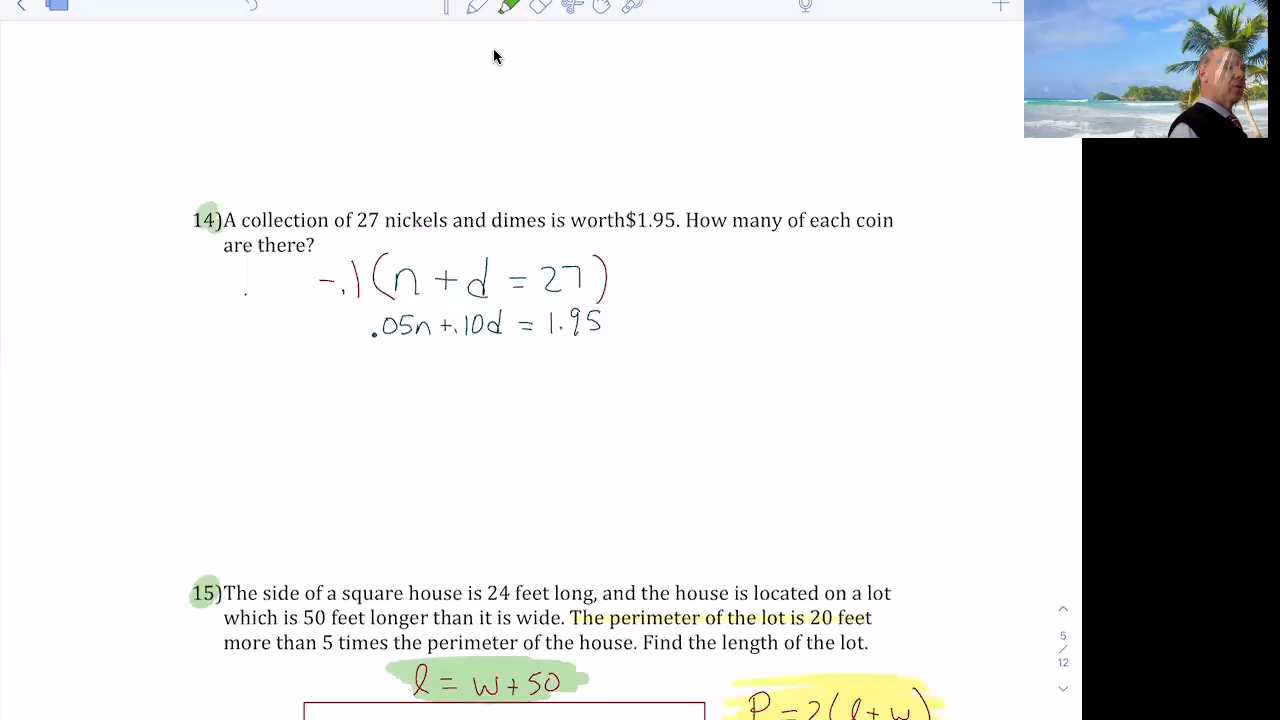 14)A collection of 27 nickels and dimes is worth$1.95. How many of each coin
are there?
-.1(n + d = 27)
.05n+.10d = 1.95
15)The side of a square house is 24 feet long, and the house is located on a lot
which is 50 feet longer than it is wide. The perimeter of the lot is 20 feet
more than 5 times the perimeter of the house. Find the length of the lot.
l = w+50
P=2(l+w)
5
/
12